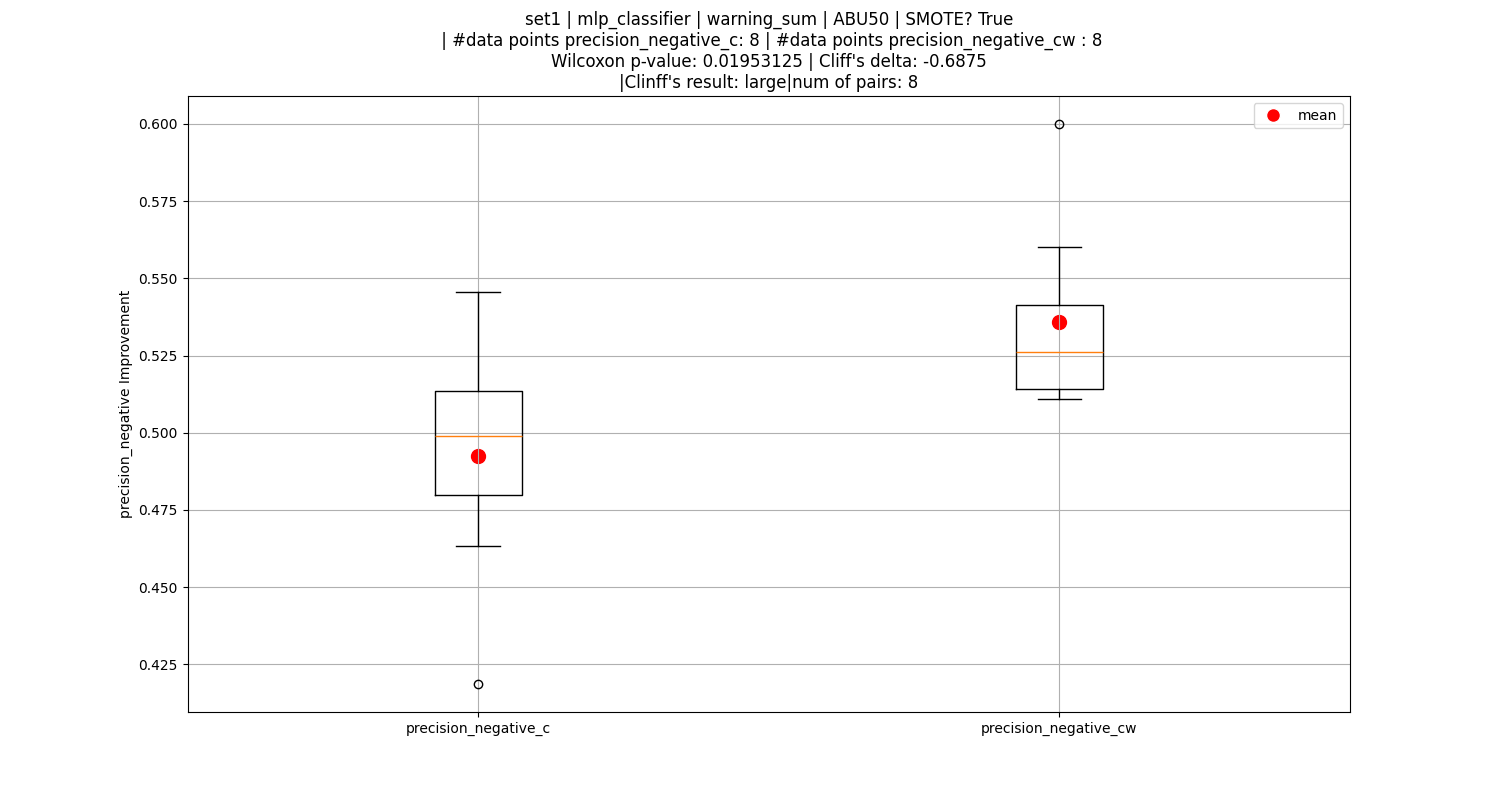 set1 | mlp_classifier | warning_sum | ABU50 | SMOTE? True
| #data points precision_negative_c: 8 | #data points precision_negative_cw : 8
Wilcoxon p-value: 0.01953125 | Cliff's delta: -0.6875
|Clinff's result: large|num of pairs: 8
mean
0.600
0.575
0.550
0.525
0.500
0.475
0.450
0.425
precision_negative Improvement
precision_negative_c
precision_negative_cw